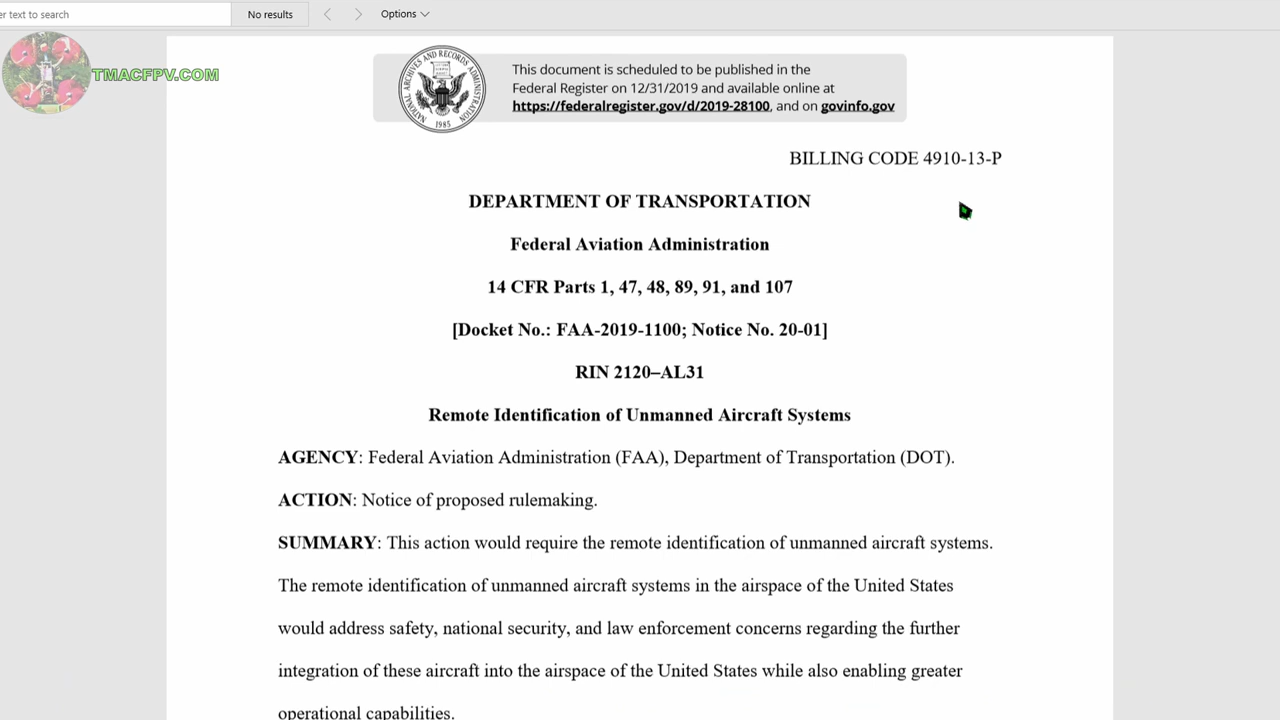 er text to search
No results
Options
TMACFPV.COM
NATIONAL ARCHIVES AND RECORDS ADMINISTRATION
1985
This document is scheduled to be published in the
Federal Register on 12/31/2019 and available online at
https://federalregister.gov/d/2019-28100, and on govinfo.gov
BILLING CODE 4910-13-P
DEPARTMENT OF TRANSPORTATION
Federal Aviation Administration
14 CFR Parts 1, 47, 48, 89, 91, and 107
[Docket No.: FAA-2019-1100; Notice No. 20-01]
RIN 2120–AL31
Remote Identification of Unmanned Aircraft Systems
AGENCY: Federal Aviation Administration (FAA), Department of Transportation (DOT).
ACTION: Notice of proposed rulemaking.
SUMMARY: This action would require the remote identification of unmanned aircraft systems.
The remote identification of unmanned aircraft systems in the airspace of the United States
would address safety, national security, and law enforcement concerns regarding the further
integration of these aircraft into the airspace of the United States while also enabling greater
operational capabilities.